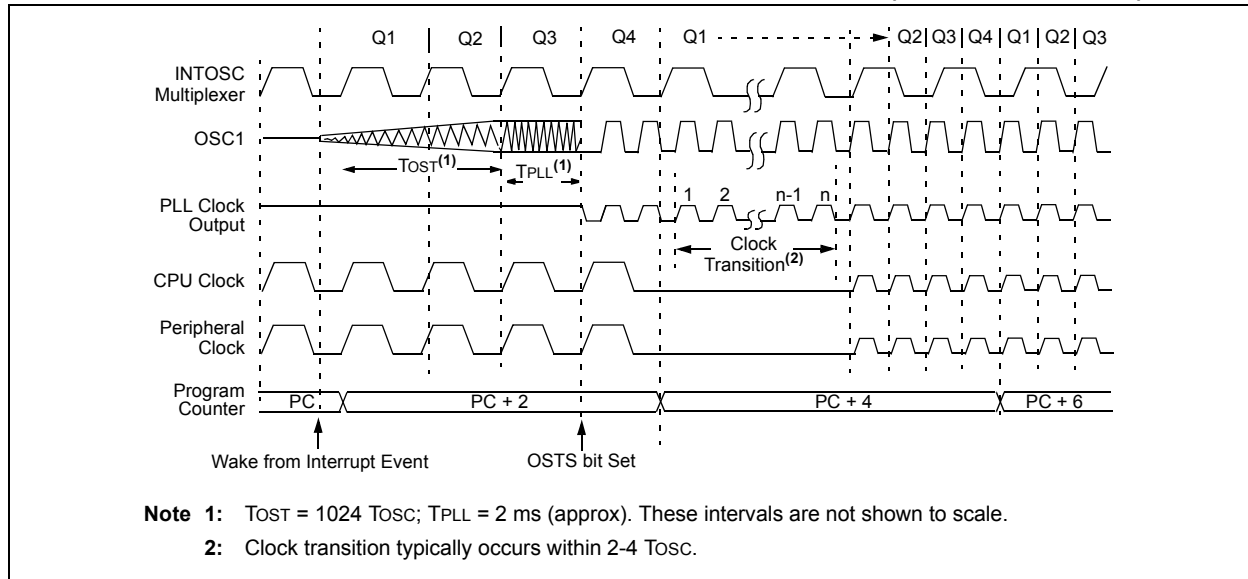 Q1 Q2 Q3 Q4 Q1 Q2 Q3 Q4 Q1 Q2 Q3
INTOSC
Multiplexer
OSC1
TOST(1)
TPLL(1)
1 2 n-1 n
PLL Clock
Output
Clock
Transition(2)
CPU Clock
Peripheral
Clock
Program
Counter
PC PC + 2 PC + 4 PC + 6
Wake from Interrupt Event
OSTS bit Set
Note 1: TOST = 1024 TOSC; TPLL = 2 ms (approx). These intervals are not shown to scale.
2: Clock transition typically occurs within 2-4 TOSC.